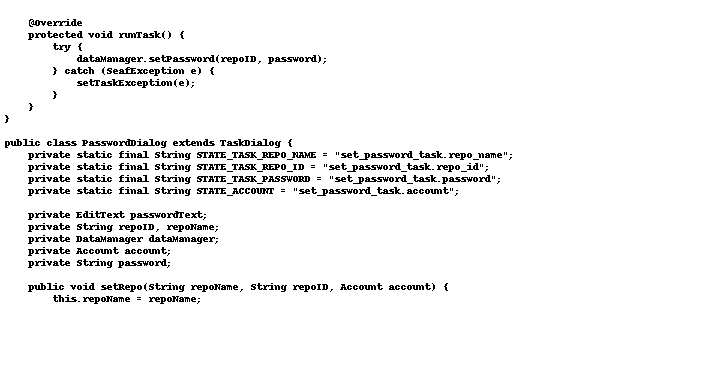 @Override
    protected void runTask() {
        try {
            dataManager.setPassword(repoID, password);
        } catch (SeafException e) {
            setTaskException(e);
        }
    }
}

public class PasswordDialog extends TaskDialog {
    private static final String STATE_TASK_REPO_NAME = "set_password_task.repo_name";
    private static final String STATE_TASK_REPO_ID = "set_password_task.repo_id";
    private static final String STATE_TASK_PASSWORD = "set_password_task.password";
    private static final String STATE_ACCOUNT = "set_password_task.account";

    private EditText passwordText;
    private String repoID, repoName;
    private DataManager dataManager;
    private Account account;
    private String password;

    public void setRepo(String repoName, String repoID, Account account) {
        this.repoName = repoName;